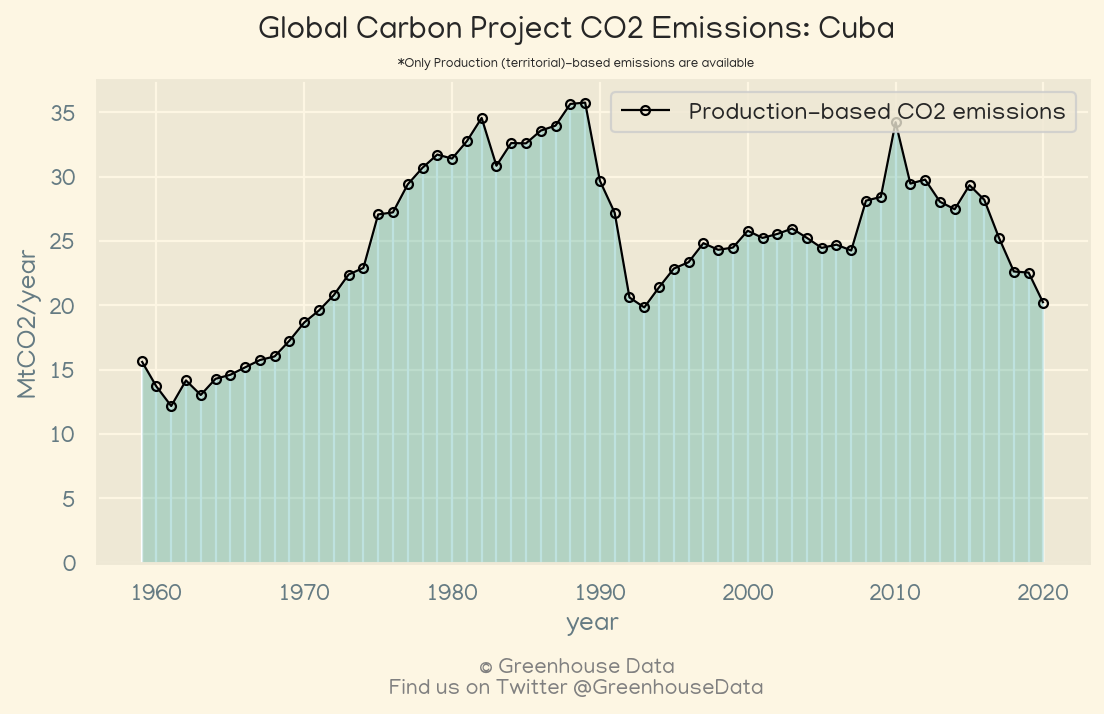 Global Carbon Project CO2 Emissions: Cuba
*Only Production (territorial)-based emissions are available
Production-based CO2 emissions
35
30
25
20
15
10
5
0
MtCO2/year
1960 1970 1980 1990 2000 2010 2020
year
© Greenhouse Data
Find us on Twitter @GreenhouseData